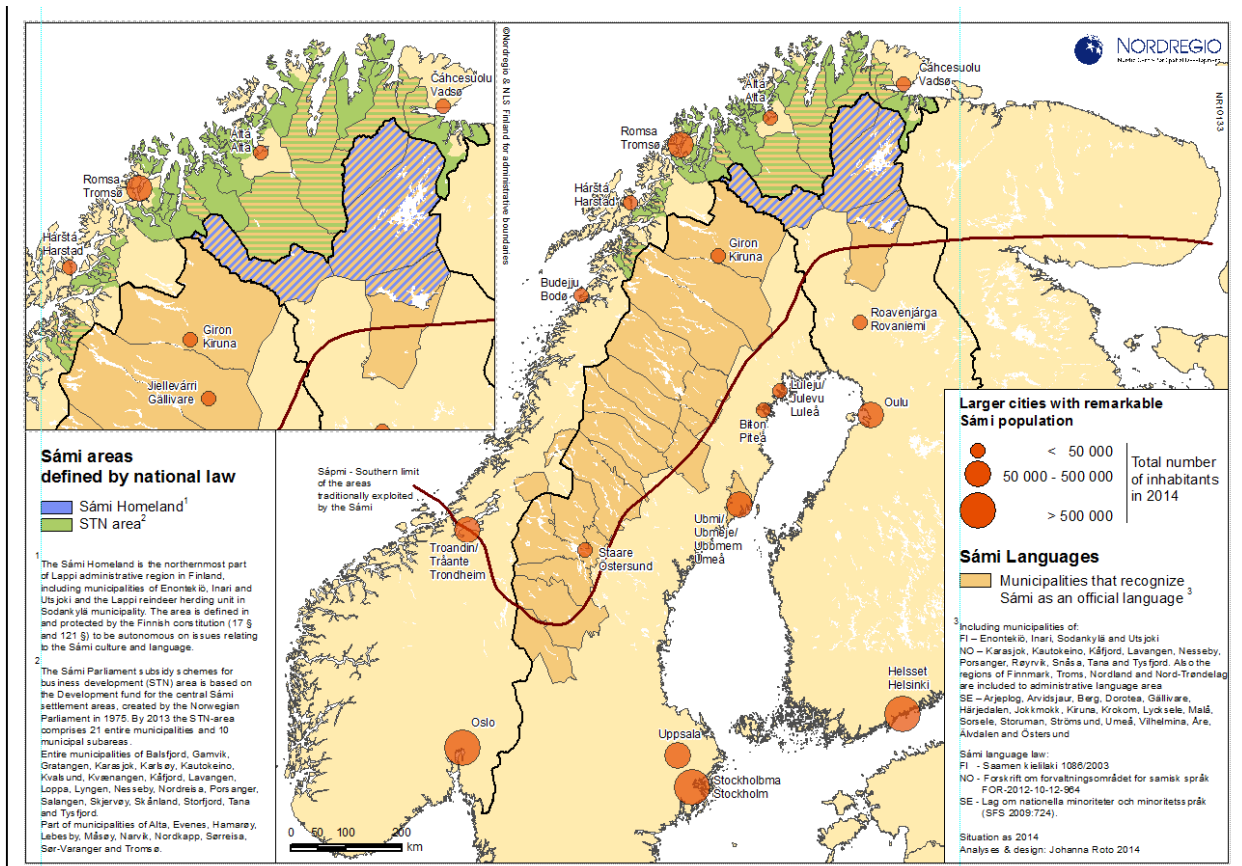 ©Nordregio & NLS Finland for administrative boundaries
NORDREGIO
NR10133
Čáhcesuolu
Vadsø
Alta
Alta
Romsa
Tromsø
Hárštá
Harstad
Giron
Kiruna
Jiellevárri
Gällivare
Čáhcesuolu
Vadsø
Alta
Alta
Romsa
Tromsø
Hárštá
Harstad
Giron
Kiruna
Budejju
Bodø
Roavenjárga
Rovaniemi
Luleju/
Julevu
Luleå
Oulu
Biton
Piteå
Sápmi - Southern limit
of the areas
traditionally exploited
by the Sámi
Troandin/
Tråante
Trondheim
Staare
Östersund
Ubmi/
Ubmeje/
Ubömem
Umeå
Oslo
Uppsala
Stockholbma
Stockholm
Helsset
Helsinki
0 50 100 200
km
Sámi areas
defined by national law
Sámi Homeland1
STN area2
1
The Sámi Homeland is the northernmost part
of Lappi administrative region in Finland,
including municipalities of Enontekiö, Inari and
Utsjoki and the Lappi reindeer herding unit in
Sodankylä municipality. The area is defined in
and protected by the Finnish constitution (17 §
and 121 §) to be autonomous on issues relating
to the Sámi culture and language.
2
The Sámi Parliament subsidy schemes for
business development (STN) area is based on
the Development fund for the central Sámi
settlement areas, created by the Norwegian
Parliament in 1975. By 2013 the STN-area
comprises 21 entire municipalities and 10
municipal subareas.
Entire municipalities of Balsfjord, Gamvik,
Gratangen, Karasjok, Karlsøy, Kautokeino,
Kvalsund, Kvænangen, Kåfjord, Lavangen,
Loppa, Lyngen, Nesseby, Nordreisa, Porsanger,
Salangen, Skjervøy, Skånland, Storfjord, Tana
and Tysfjord.
Part of municipalities of Alta, Evenes, Hamarøy,
Lebesby, Måsøy, Narvik, Nordkapp, Sørreisa,
Sør-Varanger and Tromsø.
Larger cities with remarkable
Sámi population
< 50 000
50 000 - 500 000
> 500 000
Total number
of inhabitants
in 2014
Sámi Languages
Municipalities that recognize
Sámi as an official language 3
3
Including municipalities of:
FI – Enontekiö, Inari, Sodankylä and Utsjoki
NO – Karasjok, Kautokeino, Kåfjord, Lavangen, Nesseby,
Porsanger, Røyrvik, Snåsa, Tana and Tysfjord. Also the
regions of Finnmark, Troms, Nordland and Nord-Trøndelag
are included to administrative language area
SE – Arjeplog, Arvidsjaur, Berg, Dorotea, Gällivare,
Härjedalen, Jokkmokk, Kiruna, Krokom, Lycksele, Malå,
Sorsele, Storuman, Strömsund, Umeå, Vilhelmina, Åre,
Älvdalen and Östersund
Sámi language law:
FI - Saamen kielilaki 1086/2003
NO - Forskrift om forvaltningsområdet for samisk språk
FOR-2012-10-12-964
SE - Lag om nationella minoriteter och minoritetsspråk
(SFS 2009:724).
Situation as 2014
Analyses & design: Johanna Roto 2014